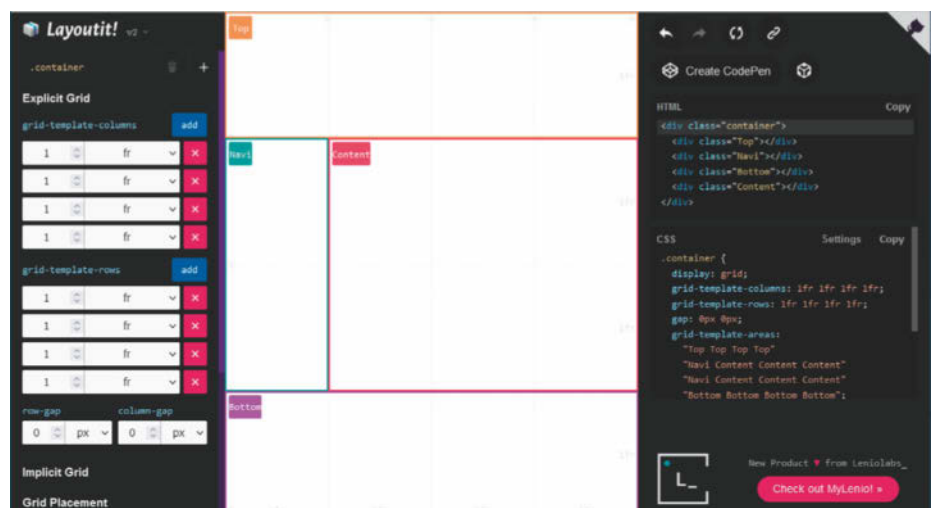 Layoutit! v2
.container
+
Explicit Grid
grid-template-columns add
1 fr ×
1 fr ×
1 fr ×
1 fr ×
grid-template-rows add
1 fr ×
1 fr ×
1 fr ×
1 fr ×
row-gap column-gap
0 px 0 px
Implicit Grid
Grid Placement
Top
1fr
Navi
Content
1fr
Bottom
1fr
Create CodePen
HTML Copy
<div class="container">
<div class="Top"></div>
<div class="Navi"></div>
<div class="Bottom"></div>
<div class="Content"></div>
</div>
CSS Settings Copy
.container {
display: grid;
grid-template-columns: 1fr 1fr 1fr 1fr;
grid-template-rows: 1fr 1fr 1fr 1fr;
gap: 0px 0px;
grid-template-areas:
"Top Top Top Top"
"Navi Content Content Content"
"Navi Content Content Content"
"Bottom Bottom Bottom Bottom";
L_
New Product ♥ from Leniolabs_
Check out MyLenio! »